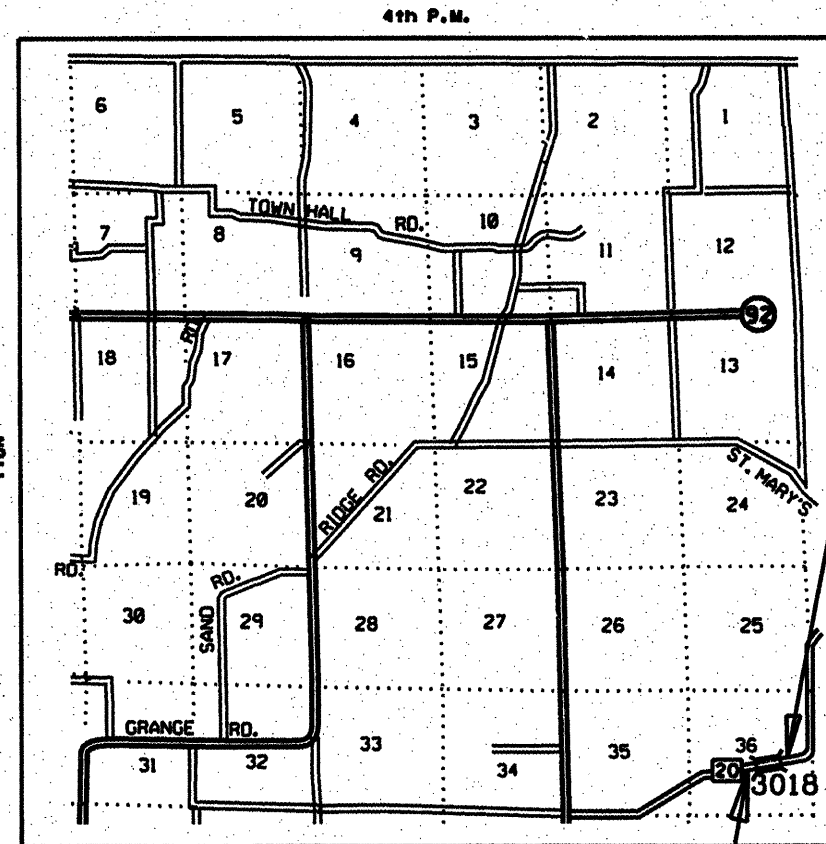 4th P.M.
6 5 4 3 2 1
TOWN HALL RD.
7 8 9 10 11 12
92
RD.
18 17 16 15 14 13
RIDGE RD.
ST. MARY'S
19 20 21 22 23 24
RD.
SAND RD.
30 29 28 27 26 25
GRANGE RD.
31 32 33 34 35 36
20
3018